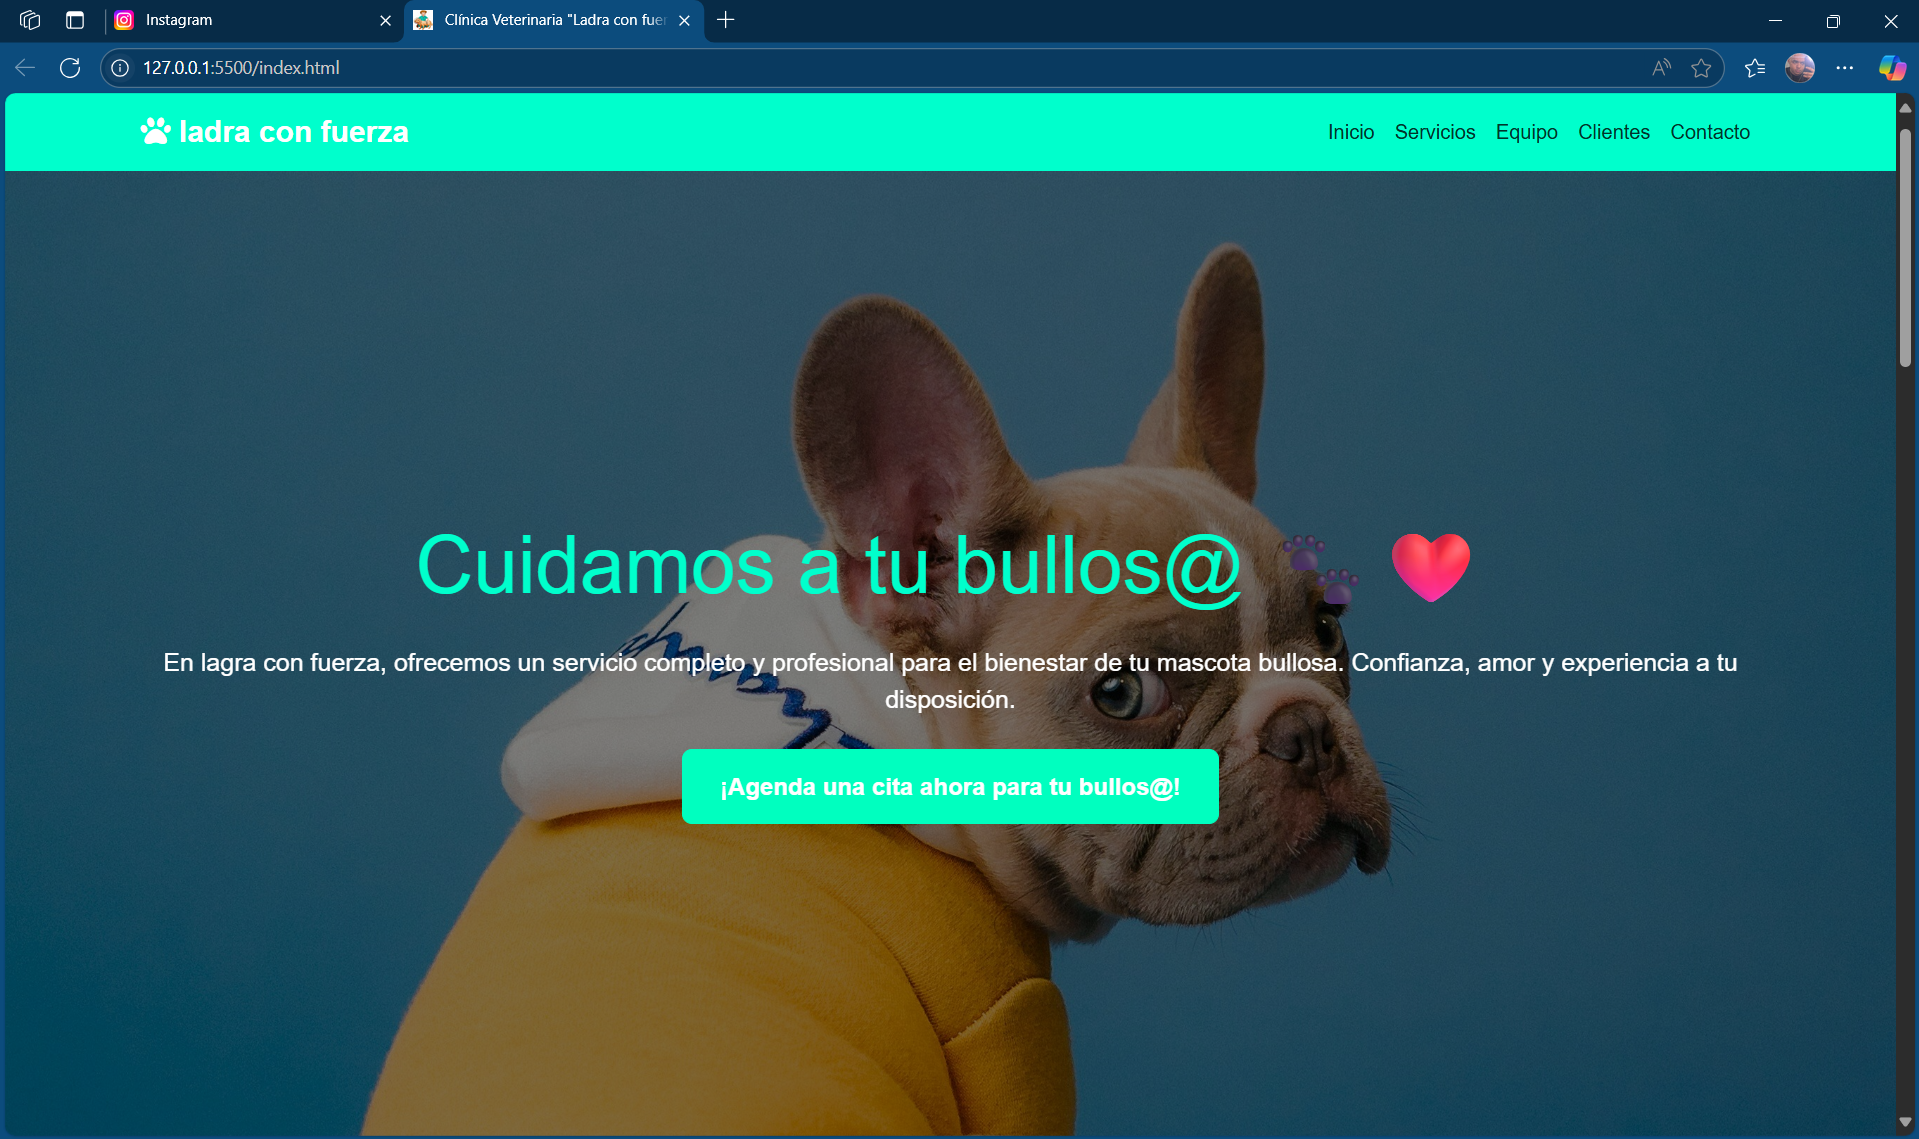 Instagram
Clínica Veterinaria "Ladra con fuer
127.0.0.1:5500/index.html
ladra con fuerza
Inicio Servicios Equipo Clientes Contacto
Cuidamos a tu bullos@
En lagra con fuerza, ofrecemos un servicio completo y profesional para el bienestar de tu mascota bullosa. Confianza, amor y experiencia a tu
disposición.
¡Agenda una cita ahora para tu bullos@!